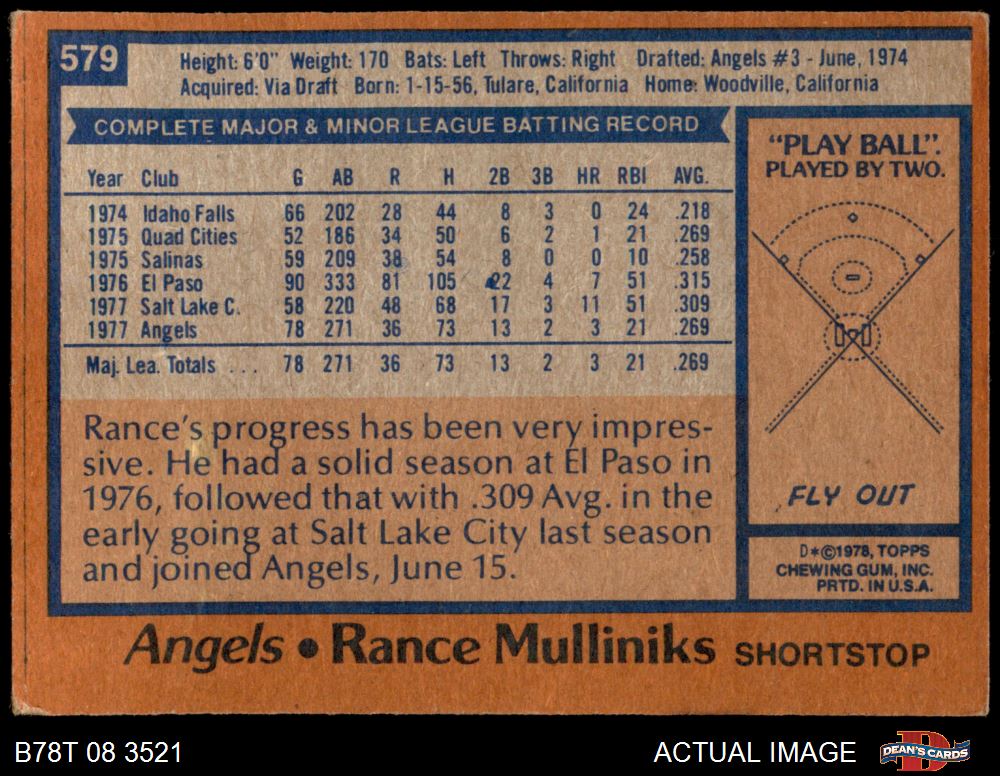 579
Height: 6'0" Weight: 170 Bats: Left Throws: Right Drafted: Angels #3 - June, 1974
Acquired: Via Draft Born: 1-15-56, Tulare, California Home: Woodville, California
COMPLETE MAJOR & MINOR LEAGUE BATTING RECORD
Year Club G AB R H 2B 3B HR RBI AVG.
1974 Idaho Falls 66 202 28 44 8 3 0 24 .218
1975 Quad Cities 52 186 34 50 6 2 1 21 .269
1975 Salinas 59 209 38 54 8 0 0 10 .258
1976 El Paso 90 333 81 105 22 4 7 51 .315
1977 Salt Lake C. 58 220 48 68 17 3 11 51 .309
1977 Angels 78 271 36 73 13 2 3 21 .269
Maj. Lea. Totals ... 78 271 36 73 13 2 3 21 .269
Rance's progress has been very impres-
sive. He had a solid season at El Paso in
1976, followed that with .309 Avg. in the
early going at Salt Lake City last season
and joined Angels, June 15.
"PLAY BALL".
PLAYED BY TWO.
FLY OUT
D*©1978, TOPPS
CHEWING GUM, INC.
PRTD. IN U.S.A.
Angels • Rance Mulliniks SHORTSTOP
B78T 08 3521
ACTUAL IMAGE
DEAN'S CARDS